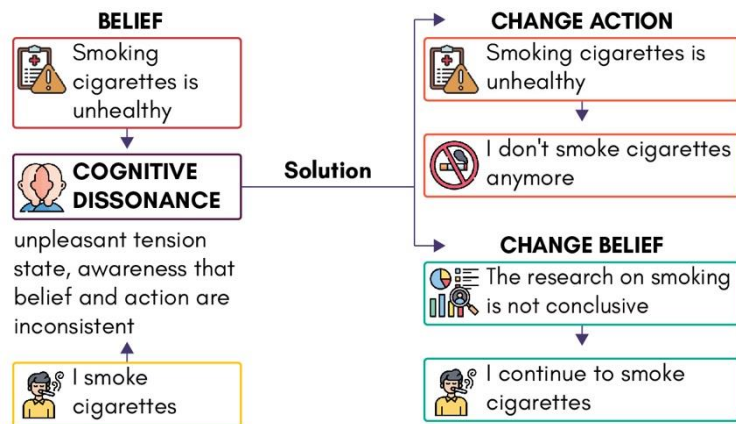 BELIEF
Smoking
cigarettes is
unhealthy
COGNITIVE
DISSONANCE
unpleasant tension
state, awareness that
belief and action are
inconsistent
I smoke
cigarettes
Solution
CHANGE ACTION
Smoking cigarettes is
unhealthy
I don't smoke cigarettes
anymore
CHANGE BELIEF
The research on smoking
is not conclusive
I continue to smoke
cigarettes